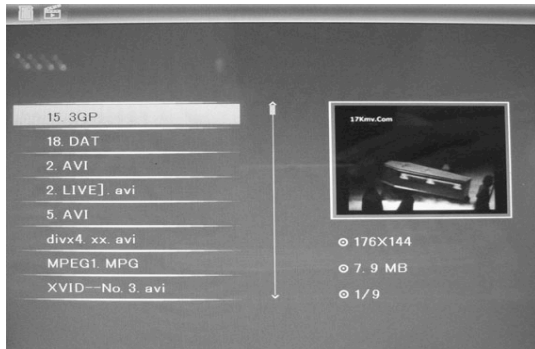 15. 3GP
18. DAT
2. AVI
2. LIVE]. avi
5. AVI
divx4. xx. avi
MPEG1. MPG
XVID--No. 3. avi
17Kmv.Com
176X144
7. 9 MB
1/9